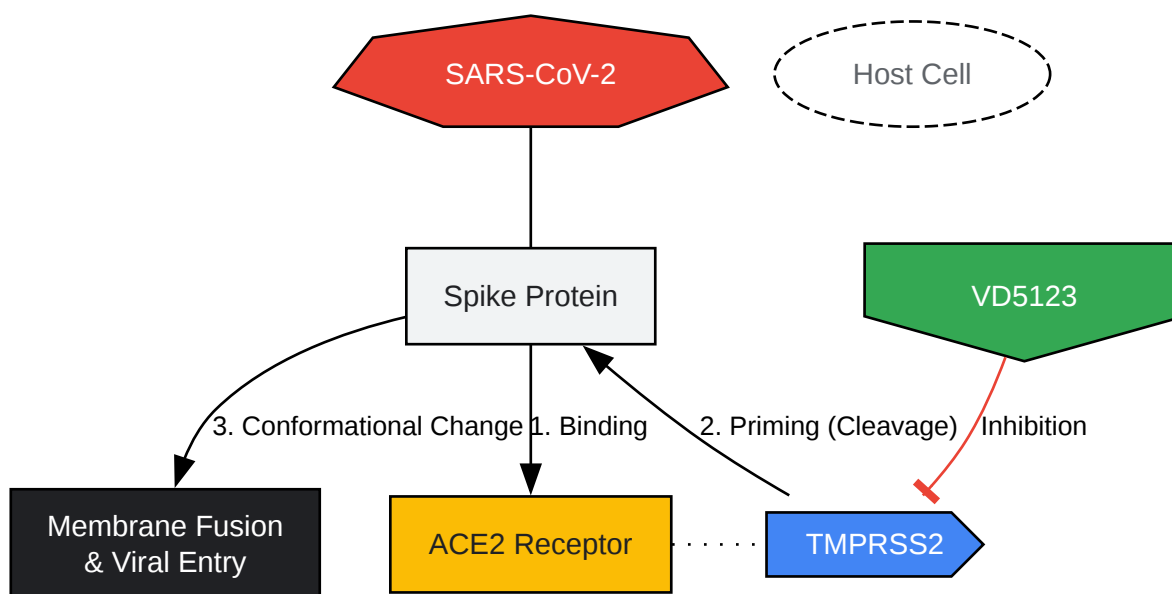 SARS-CoV-2
Host Cell
Spike Protein
VD5123
3. Conformational Change
1. Binding
2. Priming (Cleavage)
Inhibition
Membrane Fusion
& Viral Entry
ACE2 Receptor
TMPRSS2